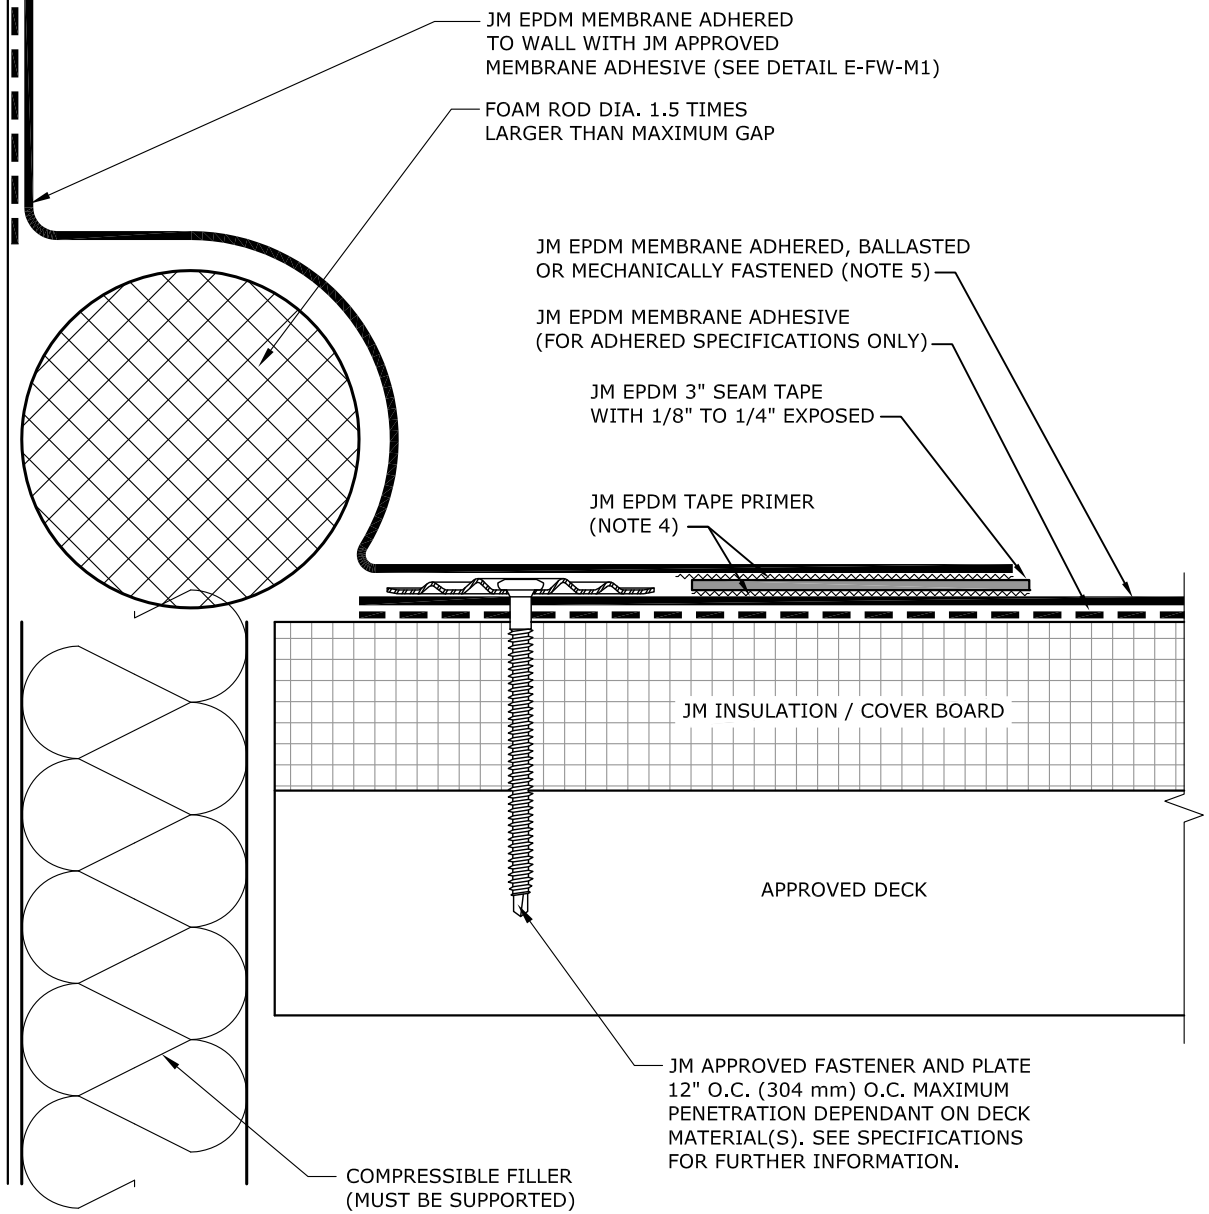 JM EPDM MEMBRANE ADHERED
TO WALL WITH JM APPROVED
MEMBRANE ADHESIVE (SEE DETAIL E-FW-M1)
FOAM ROD DIA. 1.5 TIMES
LARGER THAN MAXIMUM GAP
JM EPDM MEMBRANE ADHERED, BALLASTED
OR MECHANICALLY FASTENED (NOTE 5)
JM EPDM MEMBRANE ADHESIVE
(FOR ADHERED SPECIFICATIONS ONLY)
JM EPDM 3" SEAM TAPE
WITH 1/8" TO 1/4" EXPOSED
JM EPDM TAPE PRIMER
(NOTE 4)
JM INSULATION / COVER BOARD
APPROVED DECK
JM APPROVED FASTENER AND PLATE
12" O.C. (304 mm) O.C. MAXIMUM
PENETRATION DEPENDANT ON DECK
MATERIAL(S). SEE SPECIFICATIONS
FOR FURTHER INFORMATION.
COMPRESSIBLE FILLER
(MUST BE SUPPORTED)